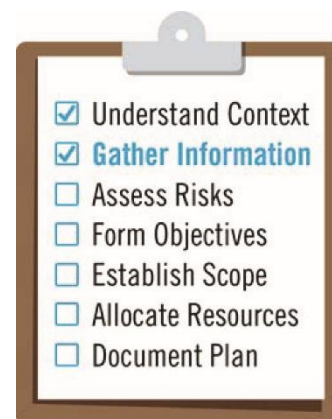 Understand Context
Gather Information
Assess Risks
Form Objectives
Establish Scope
Allocate Resources
Document Plan